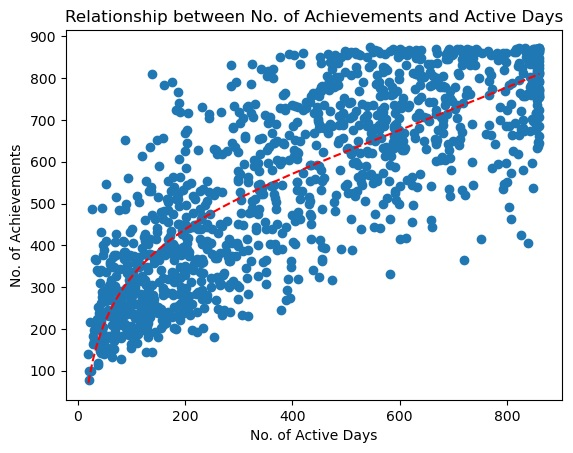 Relationship between No. of Achievements and Active Days
900
800
700
600
500
400
300
200
100
No. of Achievements
0 200 400 600 800
No. of Active Days